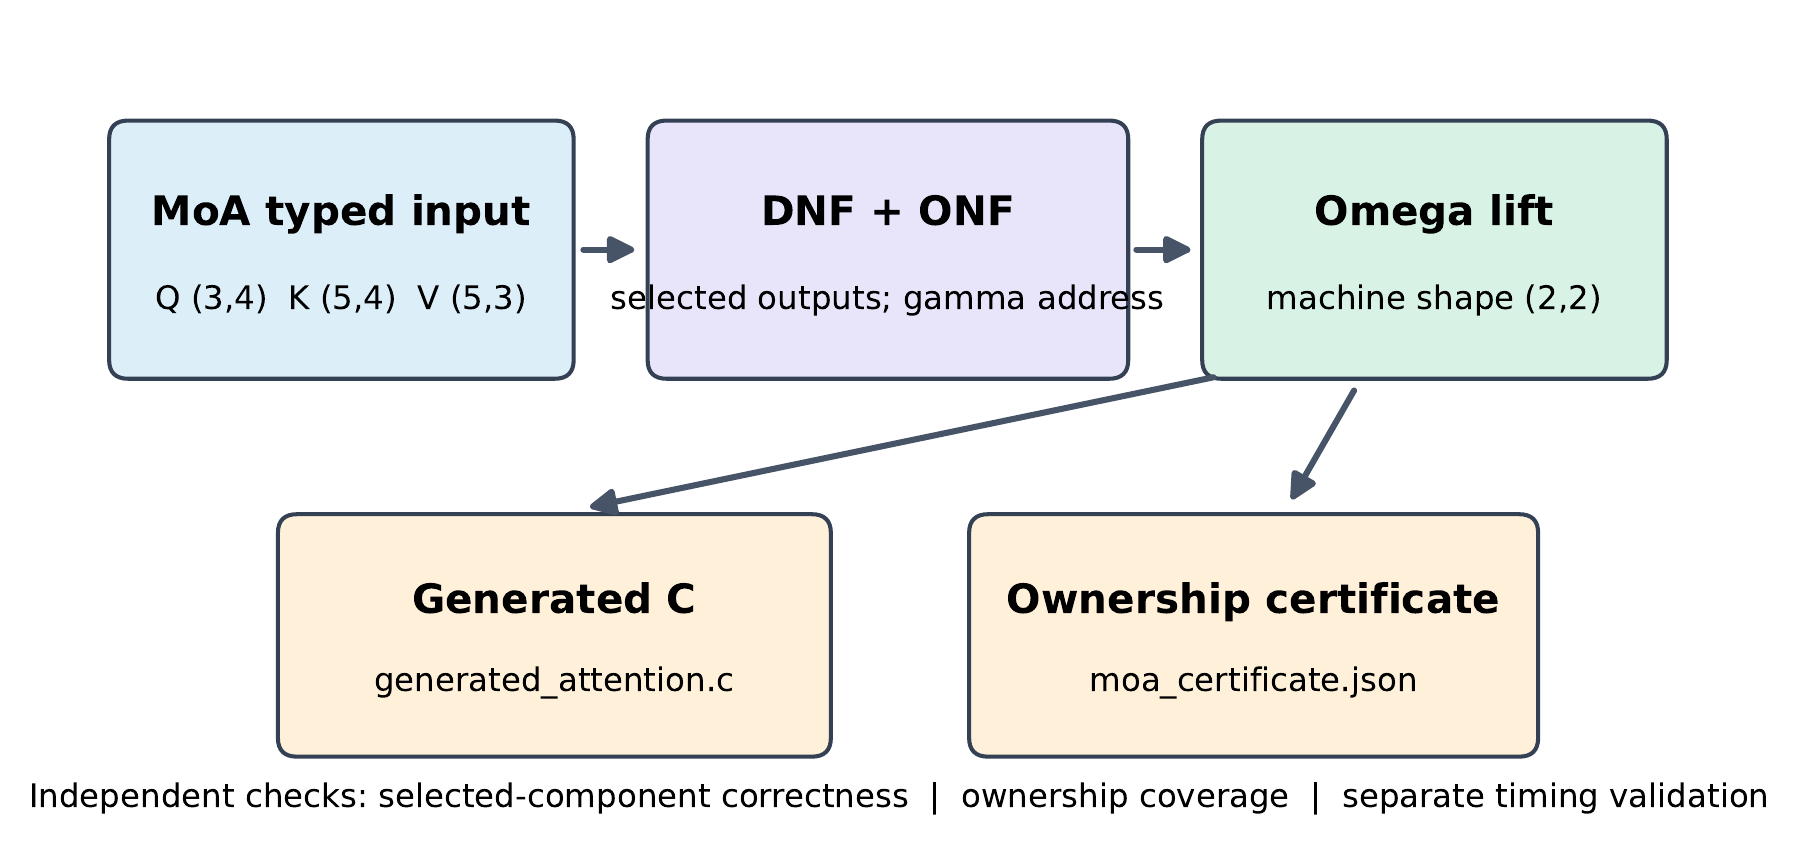 MoA typed input
Q (3,4)  K (5,4)  V (5,3)
DNF + ONF
selected outputs; gamma address
Omega lift
machine shape (2,2)
Generated C
generated_attention.c
Ownership certificate
moa_certificate.json
Independent checks: selected-component correctness  |  ownership coverage  |  separate timing validation